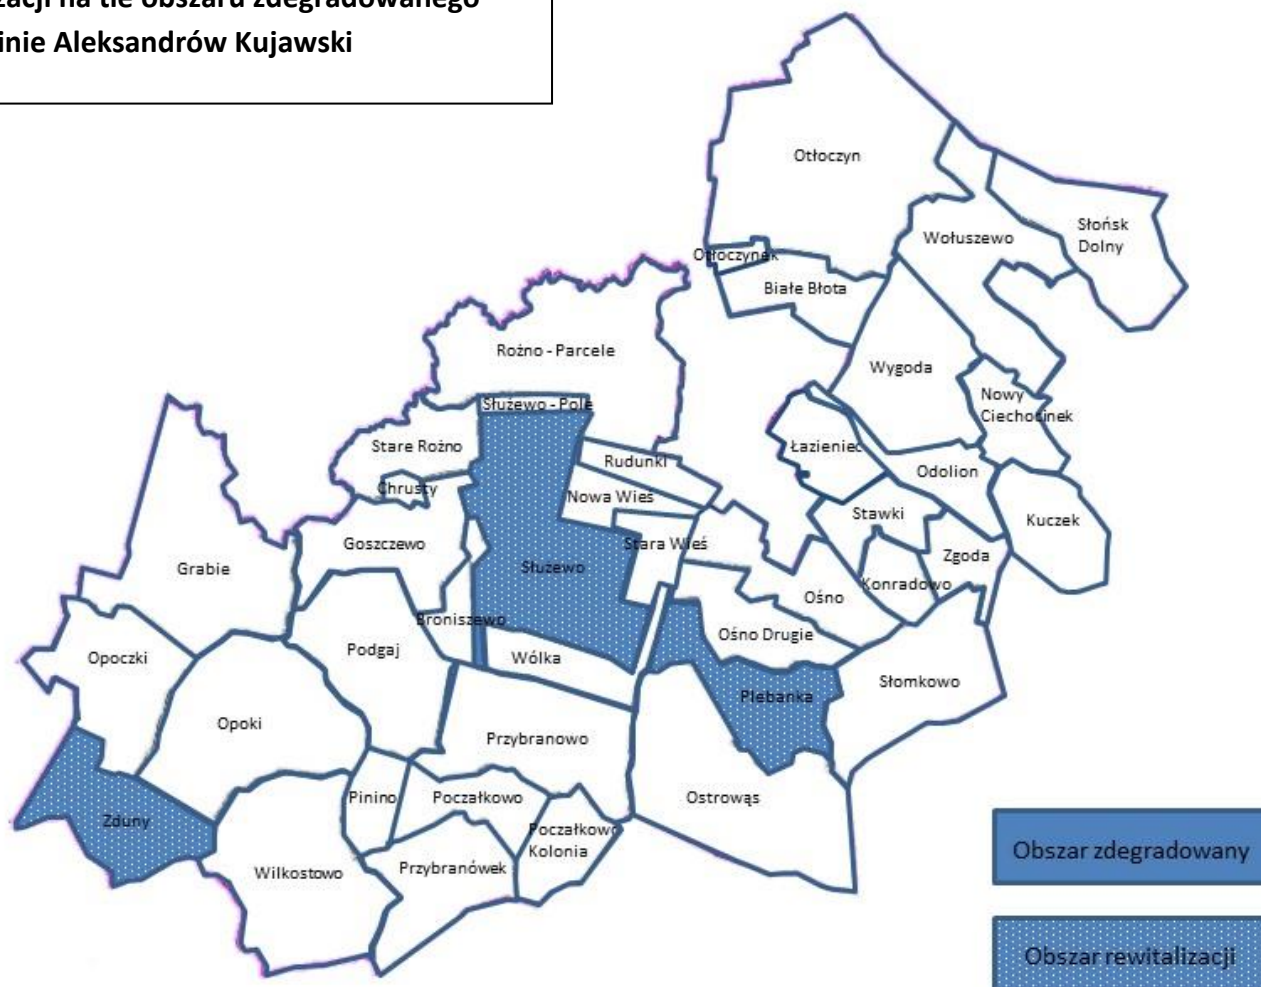 zacji na tle obszaru zdegradowanego
inie Aleksandrów Kujawski
Otłoczyn
Słońsk
Dolny
Wołuszewo
Otłoczynek
Białe Błota
Rożno - Parcele
Wygoda
Nowy
Ciechocinek
Służewo - Pole
Stare Rożno
Łazieniec
Rudunki
Odolion
Chrusty
Nowa Wieś
Stawki
Kuczek
Goszczewo
Stara Wieś
Zgoda
Grabie
Służewo
Konradowo
Ośno
Broniszewo
Ośno Drugie
Podgaj
Opoczki
Wólka
Słomkowo
Plebanka
Opoki
Przybranowo
Pinino
Poczałkowo
Ostrowąs
Zduny
Poczałkowo
Kolonia
Obszar zdegradowany
Wilkostowo
Przybranówek
Obszar rewitalizacji